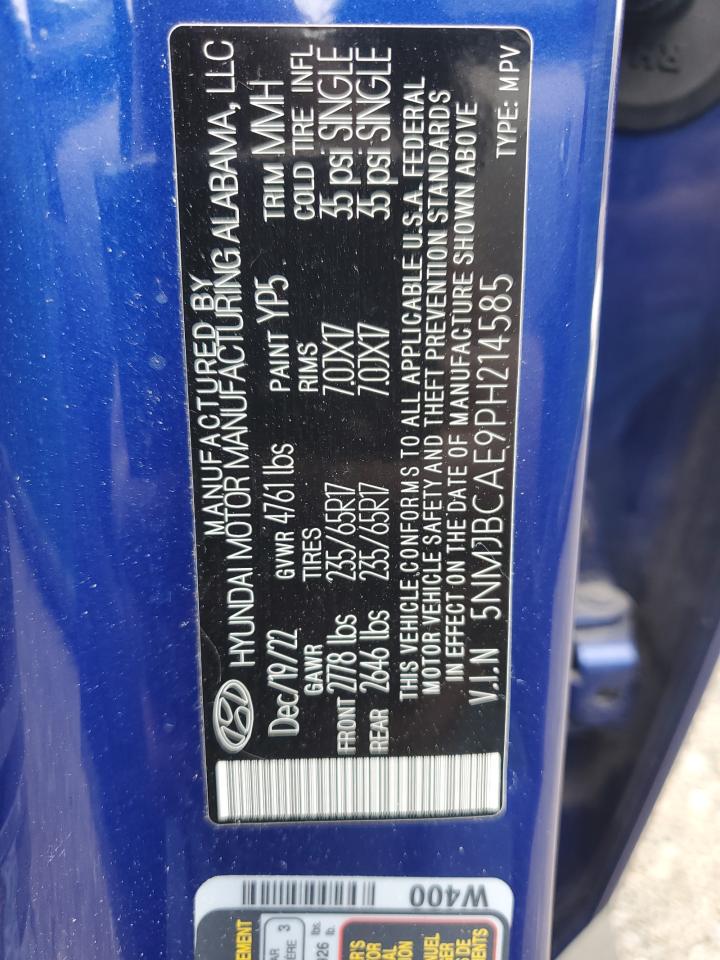 MANUFACTURED BY
HYUNDAI MOTOR MANUFACTURING ALABAMA, LLC
Dec/19/22 GVWR 4761 lbs PAINT YP5 TRIM MMH
GAWR TIRES RIMS COLD TIRE INFL
FRONT 2778 lbs 235/65R17 7.0JX17 35 psi SINGLE
REAR 2646 lbs 235/65R17 7.0JX17 35 psi SINGLE
THIS VEHICLE CONFORMS TO ALL APPLICABLE U.S.A. FEDERAL
MOTOR VEHICLE SAFETY AND THEFT PREVENTION STANDARDS
IN EFFECT ON THE DATE OF MANUFACTURE SHOWN ABOVE
V.I.N 5NMJBCAE9PH214585
TYPE: MPV
W400